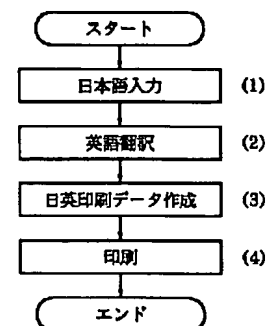 スタート
日本語入力 (1)
英語翻訳 (2)
日英印刷データ作成 (3)
印刷 (4)
エンド